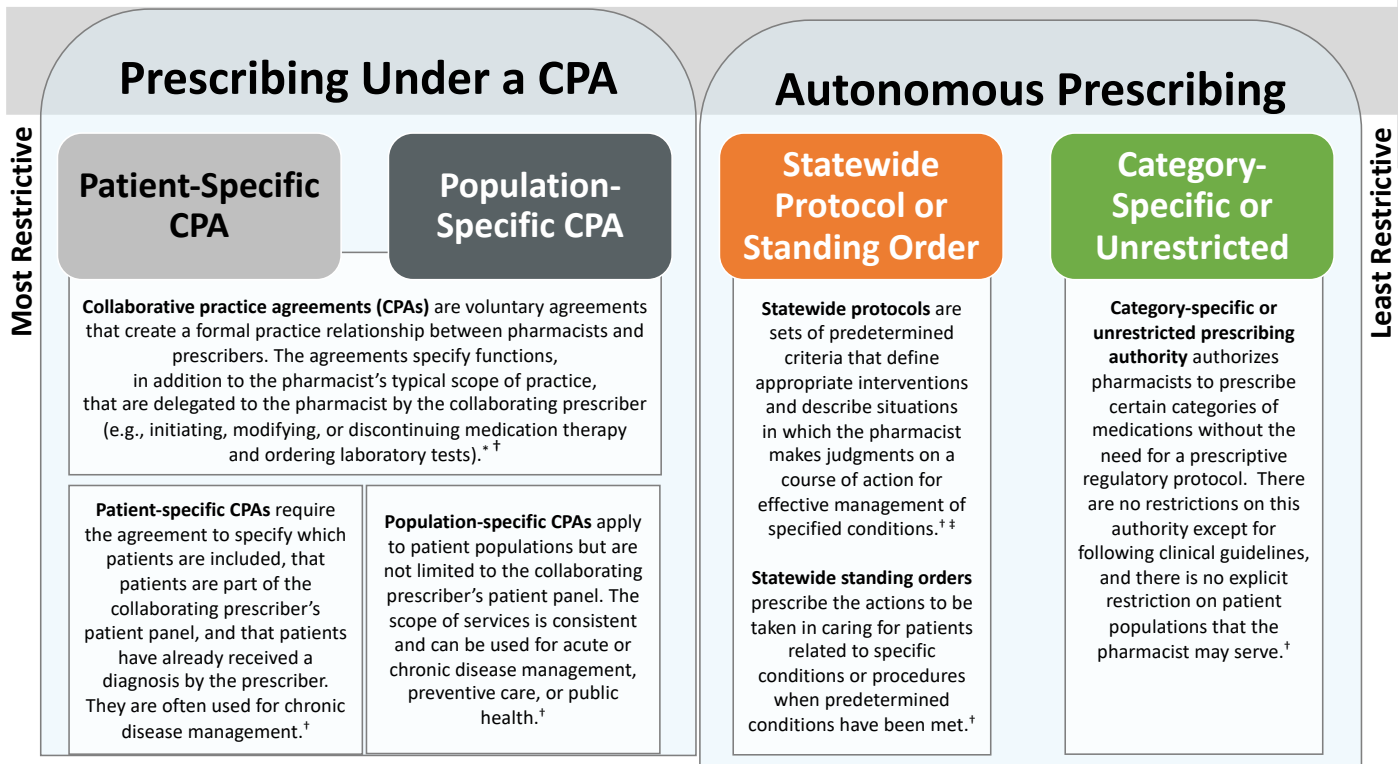 Prescribing Under a CPA
Autonomous Prescribing
Most Restrictive
Least Restrictive
Patient-Specific
CPA
Population-
Specific CPA
Statewide
Protocol or
Standing Order
Category-
Specific or
Unrestricted
Collaborative practice agreements (CPAs) are voluntary agreements
that create a formal practice relationship between pharmacists and
prescribers. The agreements specify functions,
in addition to the pharmacist’s typical scope of practice,
that are delegated to the pharmacist by the collaborating prescriber
(e.g., initiating, modifying, or discontinuing medication therapy
and ordering laboratory tests).* †
Patient-specific CPAs require
the agreement to specify which
patients are included, that
patients are part of the
collaborating prescriber’s
patient panel, and that patients
have already received a
diagnosis by the prescriber.
They are often used for chronic
disease management.†
Population-specific CPAs apply
to patient populations but are
not limited to the collaborating
prescriber’s patient panel. The
scope of services is consistent
and can be used for acute or
chronic disease management,
preventive care, or public
health.†
Statewide protocols are
sets of predetermined
criteria that define
appropriate interventions
and describe situations
in which the pharmacist
makes judgments on a
course of action for
effective management of
specified conditions.† ‡
Statewide standing orders
prescribe the actions to be
taken in caring for patients
related to specific
conditions or procedures
when predetermined
conditions have been met.†
Category-specific or
unrestricted prescribing
authority authorizes
pharmacists to prescribe
certain categories of
medications without the
need for a prescriptive
regulatory protocol. There
are no restrictions on this
authority except for
following clinical guidelines,
and there is no explicit
restriction on patient
populations that the
pharmacist may serve.†